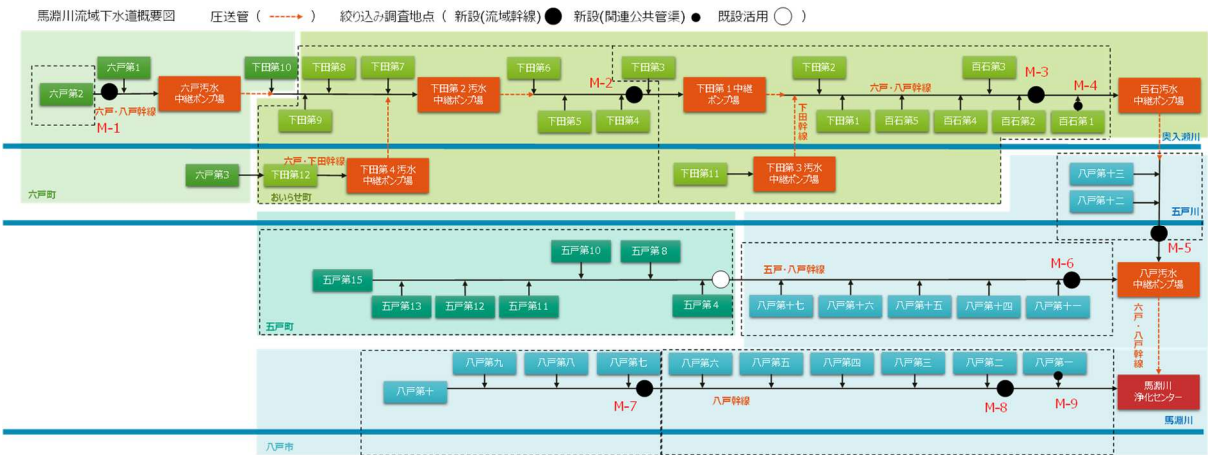 馬淵川流域下水道概要図 圧送管（ ）絞り込み調査地点（ 新設(流域幹線) 新設(関連公共管渠) 既設活用 ）
六戸第2
六戸第1
六戸汚水
中継ポンプ場
六戸・八戸幹線
M-1
下田第10
下田第8
下田第7
下田第9
下田第2汚水
中継ポンプ場
下田第6
下田第5
下田第4
M-2
下田第3
下田第1中継
ポンプ場
下田幹線
下田第2
六戸・八戸幹線
百石第3
M-3
M-4
下田第1
百石第5
百石第4
百石第2
百石第1
百石汚水
中継ポンプ場
奥入瀬川
六戸第3
下田第12
六戸・下田幹線
下田第4汚水
中継ポンプ場
下田第11
下田第3汚水
中継ポンプ場
六戸町
おいらせ町
八戸第十三
八戸第十二
五戸川
M-5
五戸第15
五戸第10
五戸第8
五戸第13
五戸第12
五戸第11
五戸第4
五戸町
五戸・八戸幹線
M-6
八戸第十七
八戸第十六
八戸第十五
八戸第十四
八戸第十一
八戸汚水
中継ポンプ場
六戸・八戸幹線
八戸第十
八戸第九
八戸第八
八戸第七
M-7
八戸第六
八戸第五
八戸第四
八戸第三
八戸第二
八戸第一
八戸幹線
M-8
M-9
馬淵川
浄化センター
馬淵川
八戸市